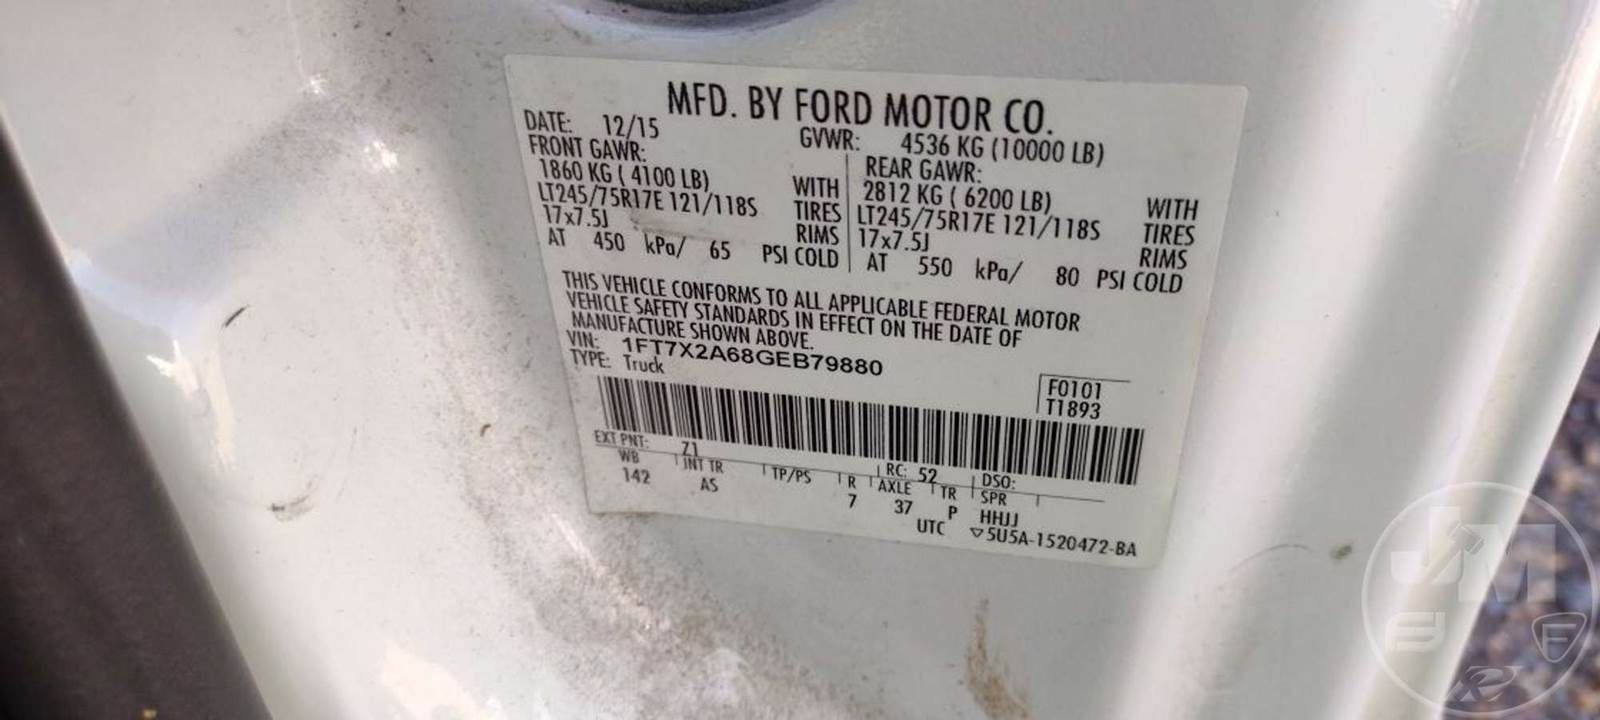 MFD. BY FORD MOTOR CO.
DATE: 12/15 GVWR: 4536 KG (10000 LB)
FRONT GAWR: REAR GAWR:
1860 KG ( 4100 LB) WITH 2812 KG ( 6200 LB) WITH
LT245/75R17E 121/118S TIRES LT245/75R17E 121/118S TIRES
17x7.5J RIMS 17x7.5J RIMS
AT 450 kPa/ 65 PSI COLD AT 550 kPa/ 80 PSI COLD
THIS VEHICLE CONFORMS TO ALL APPLICABLE FEDERAL MOTOR
VEHICLE SAFETY STANDARDS IN EFFECT ON THE DATE OF
MANUFACTURE SHOWN ABOVE.
VIN: 1FT7X2A68GEB79880
TYPE: Truck
F0101
T1893
EXT PNT: Z1 RC: 52 DSO:
WB INT TR TP/PS R AXLE TR SPR
142 AS 7 37 P HHJJ
UTC ▽5U5A-1520472-BA
JM